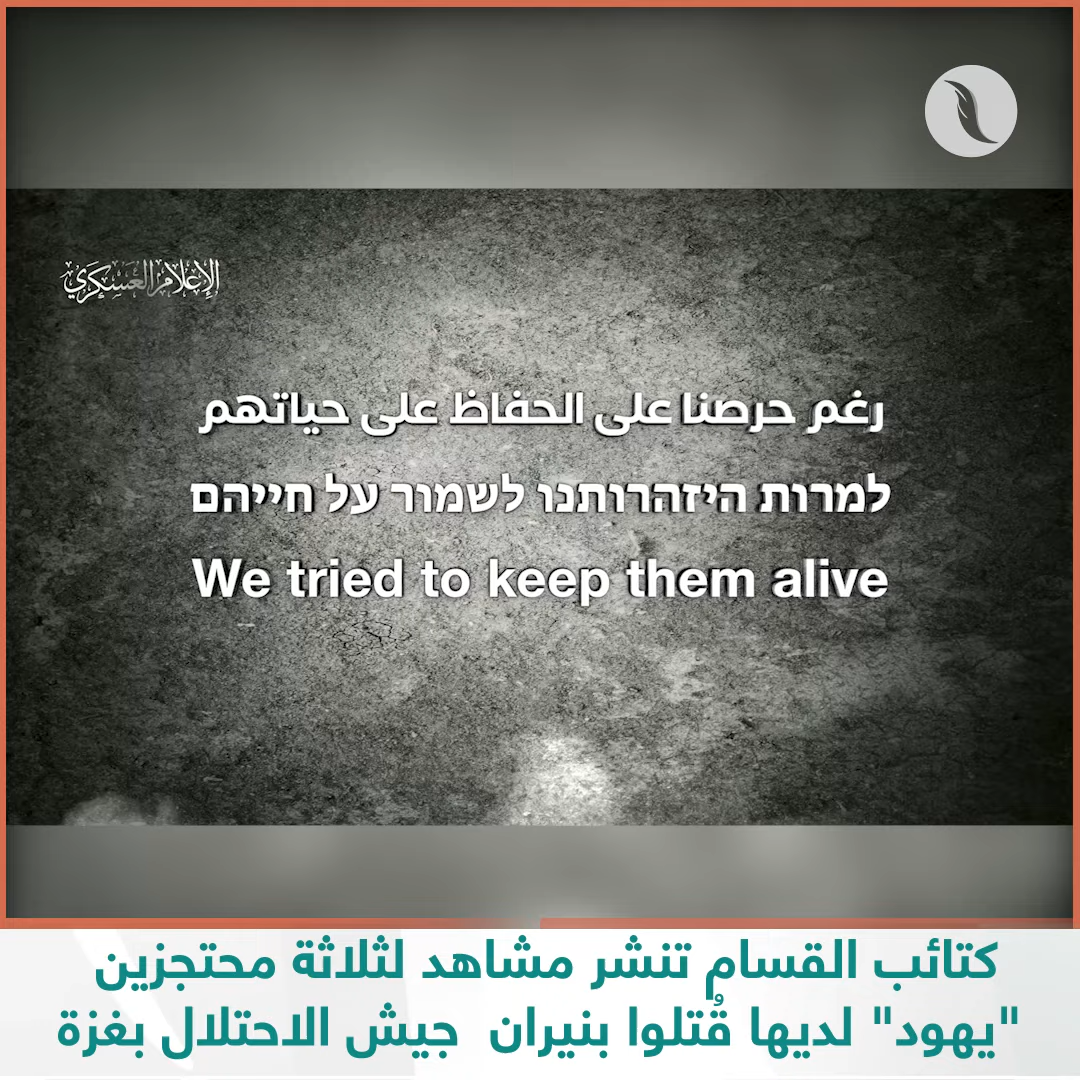 الإعلام العسكري
رغم حرصنا على الحفاظ على حياتهم
למרות היזהרותנו לשמור על חייהם
We tried to keep them alive
كتائب القسام تنشر مشاهد لثلاثة محتجزين
"يهود" لديها قُتلوا بنيران جيش الاحتلال بغزة